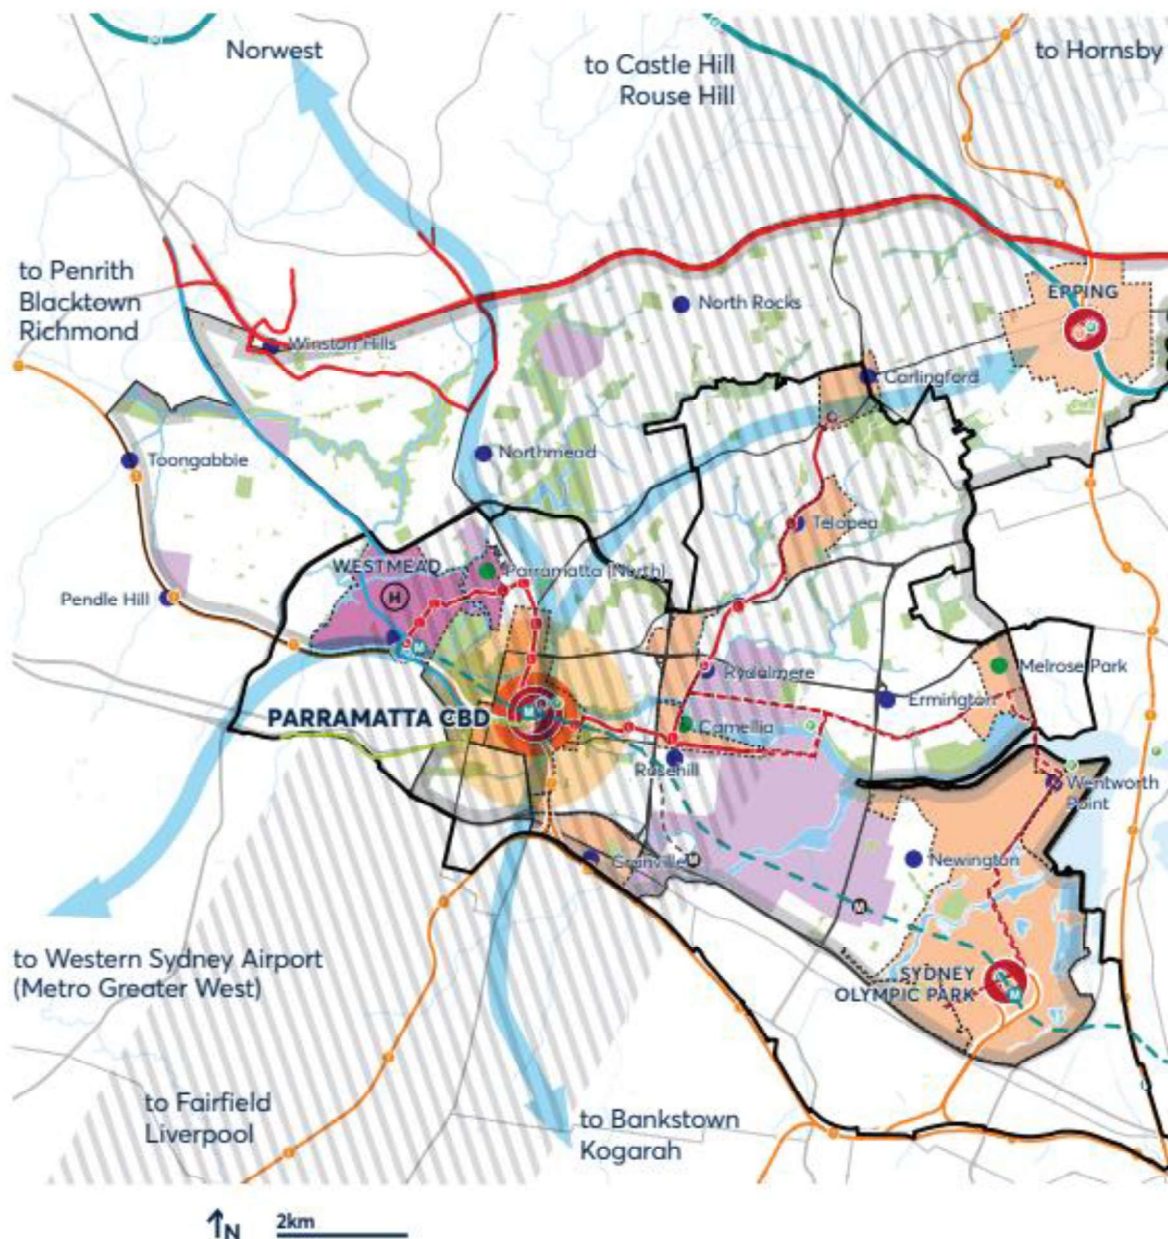 Norwest
to Castle Hill
Rouse Hill
to Hornsby
to Penrith
Blacktown
Richmond
EPPING
North Rocks
Winston Hills
Carlingford
Northmead
Toongabbie
Telopea
WESTMEAD
Parramatta (North)
H
Pendle Hill
M
Rydalmere
Melrose Park
Ermington
PARRAMATTA CBD
M
Camellia
Rosehill
Wentworth
Point
Granville
M
Newington
M
to Western Sydney Airport
(Metro Greater West)
SYDNEY
OLYMPIC PARK
M
to Fairfield
Liverpool
to Bankstown
Kogarah
N
2km